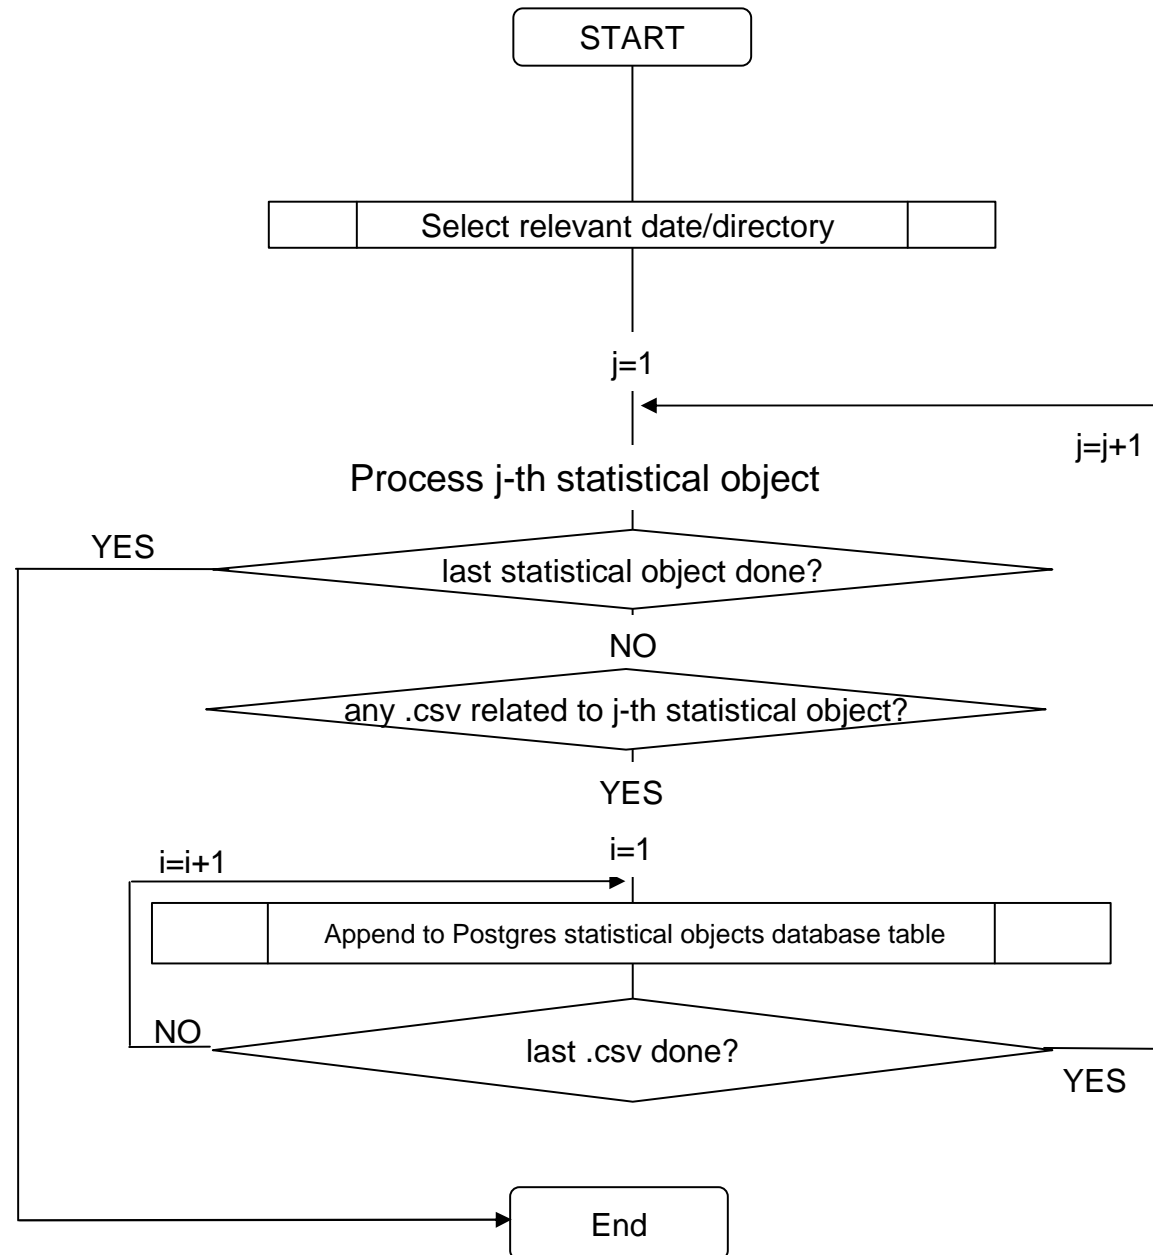 START
Select relevant date/directory
j=1
j=j+1
Process j-th statistical object
YES
last statistical object done?
NO
any .csv related to j-th statistical object?
YES
i=i+1
i=1
Append to Postgres statistical objects database table
NO
last .csv done?
YES
End